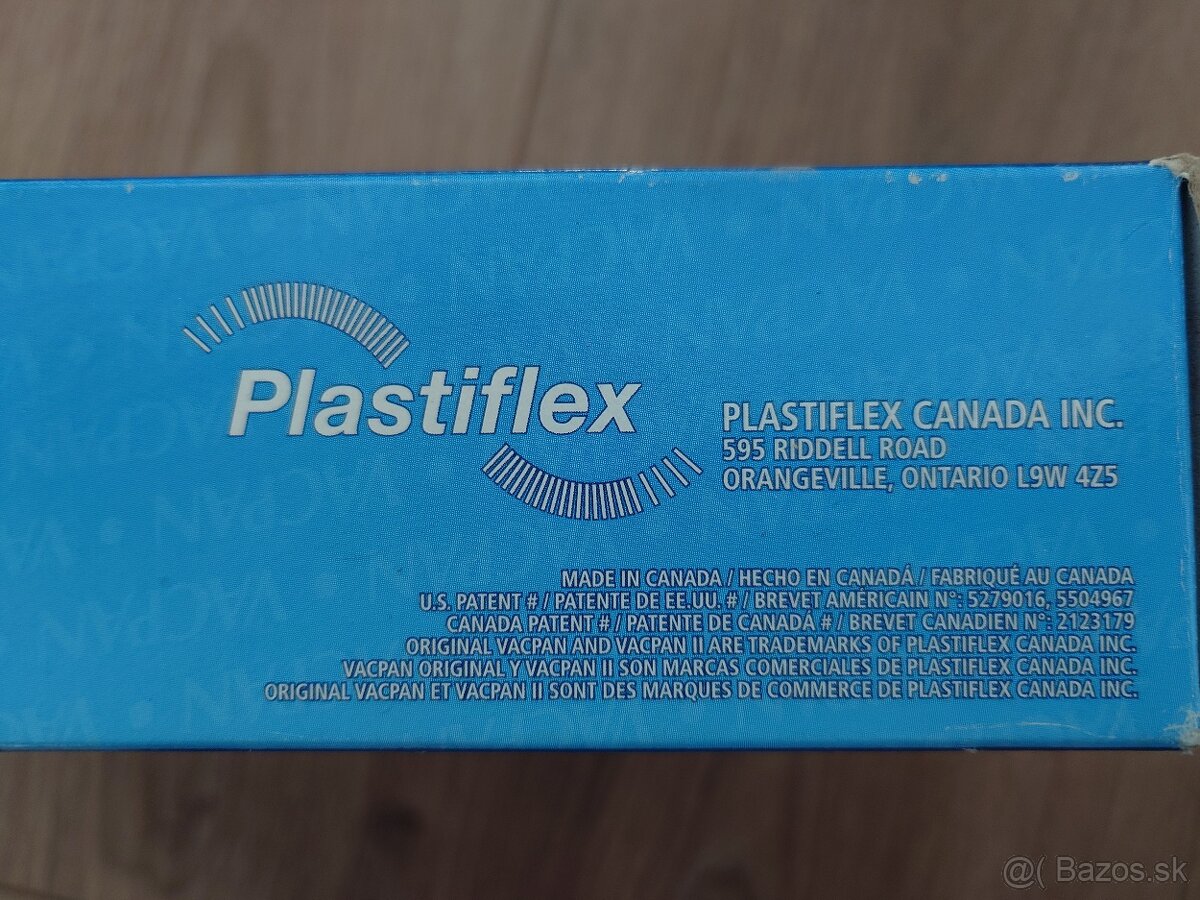 Plastiflex
PLASTIFLEX CANADA INC.
595 RIDDELL ROAD
ORANGEVILLE, ONTARIO L9W 4Z5
MADE IN CANADA / HECHO EN CANADÁ / FABRIQUÉ AU CANADA
U.S. PATENT # / PATENTE DE EE.UU. # / BREVET AMÉRICAIN N°: 5279016, 5504967
CANADA PATENT # / PATENTE DE CANADA # / BREVET CANADIEN N°: 2123179
ORIGINAL VACPAN AND VACPAN II ARE TRADEMARKS OF PLASTIFLEX CANADA INC.
VACPAN ORIGINAL Y VACPAN II SON MARCAS COMERCIALES DE PLASTIFLEX CANADA INC.
ORIGINAL VACPAN ET VACPAN II SONT DES MARQUES DE COMMERCE DE PLASTIFLEX CANADA INC.
@( Bazos.sk